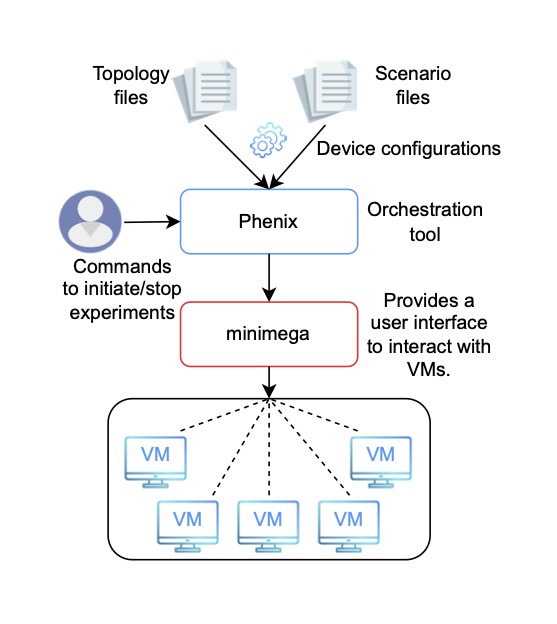 Topology
files
Scenario
files
Device configurations
Phenix
Orchestration
tool
Commands
to initiate/stop
experiments
minimega
Provides a
user interface
to interact with
VMs.
VM
VM
VM
VM
VM